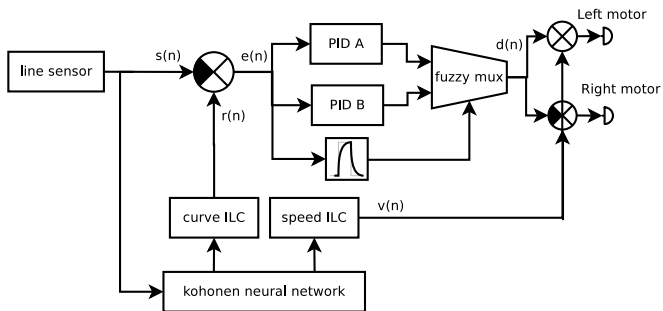 Left motor
s(n)
e(n)
PID A
d(n)
line sensor
fuzzy mux
Right motor
PID B
r(n)
curve ILC
speed ILC
v(n)
kohonen neural network